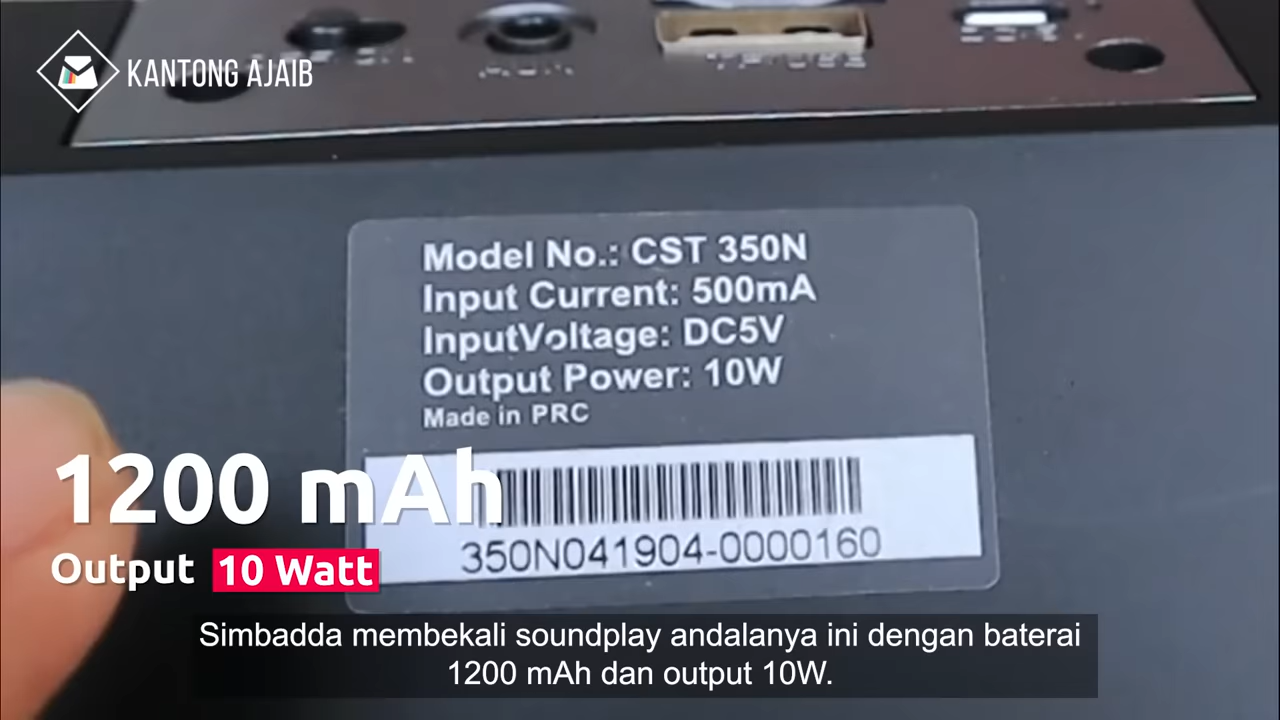 KANTONG AJAIB
Model No.: CST 350N
Input Current: 500mA
InputVoltage: DC5V
Output Power: 10W
Made in PRC
1200 mAh
350N041904-0000160
Output 10 Watt
Simbadda membekali soundplay andalanya ini dengan baterai
1200 mAh dan output 10W.